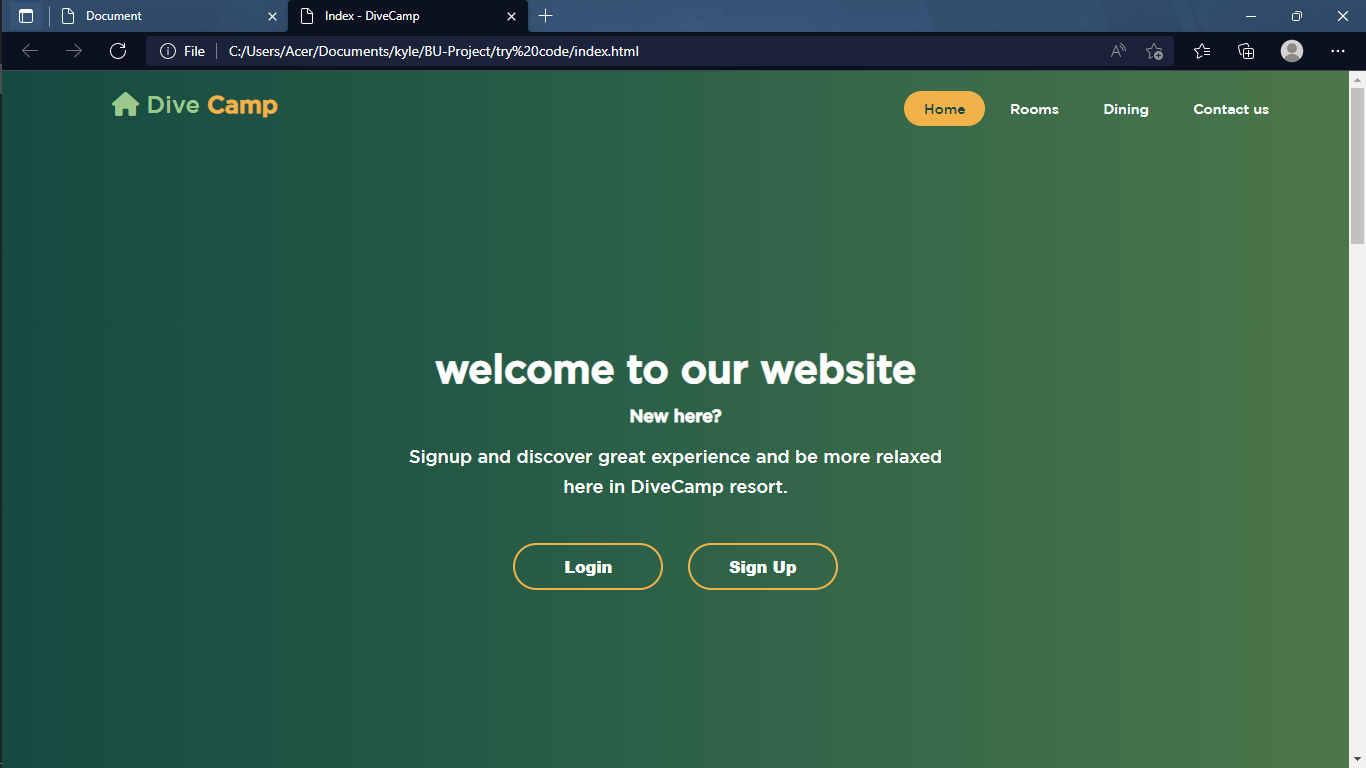 Document
Index - DiveCamp
File
C:/Users/Acer/Documents/kyle/BU-Project/try%20code/index.html
Dive Camp
Home
Rooms
Dining
Contact us
welcome to our website
New here?
Signup and discover great experience and be more relaxed
here in DiveCamp resort.
Login
Sign Up